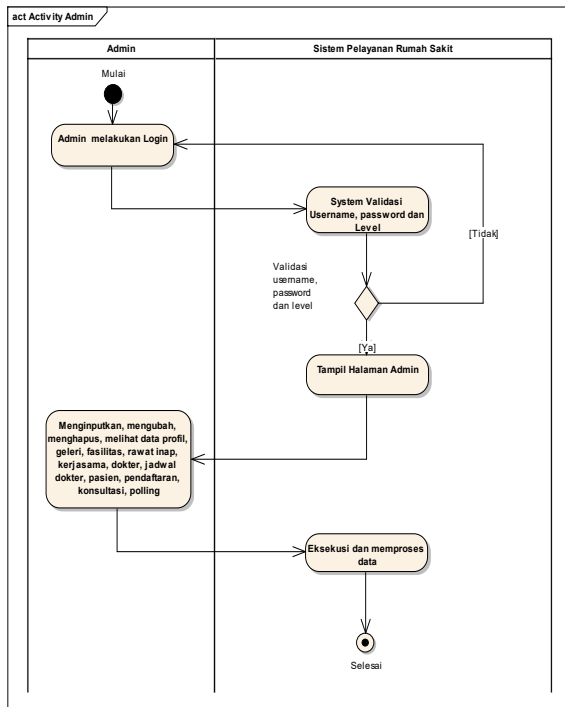 act Activity Admin
Admin
Sistem Pelayanan Rumah Sakit
Mulai
Admin melakukan Login
System Validasi
Username, password dan
Level
[Tidak]
Validasi
username,
password
dan level
[Ya]
Tampil Halaman Admin
Menginputkan, mengubah,
menghapus, melihat data profil,
geleri, fasilitas, rawat inap,
kerjasama, dokter, jadwal
dokter, pasien, pendaftaran,
konsultasi, polling
Eksekusi dan memproses
data
Selesai